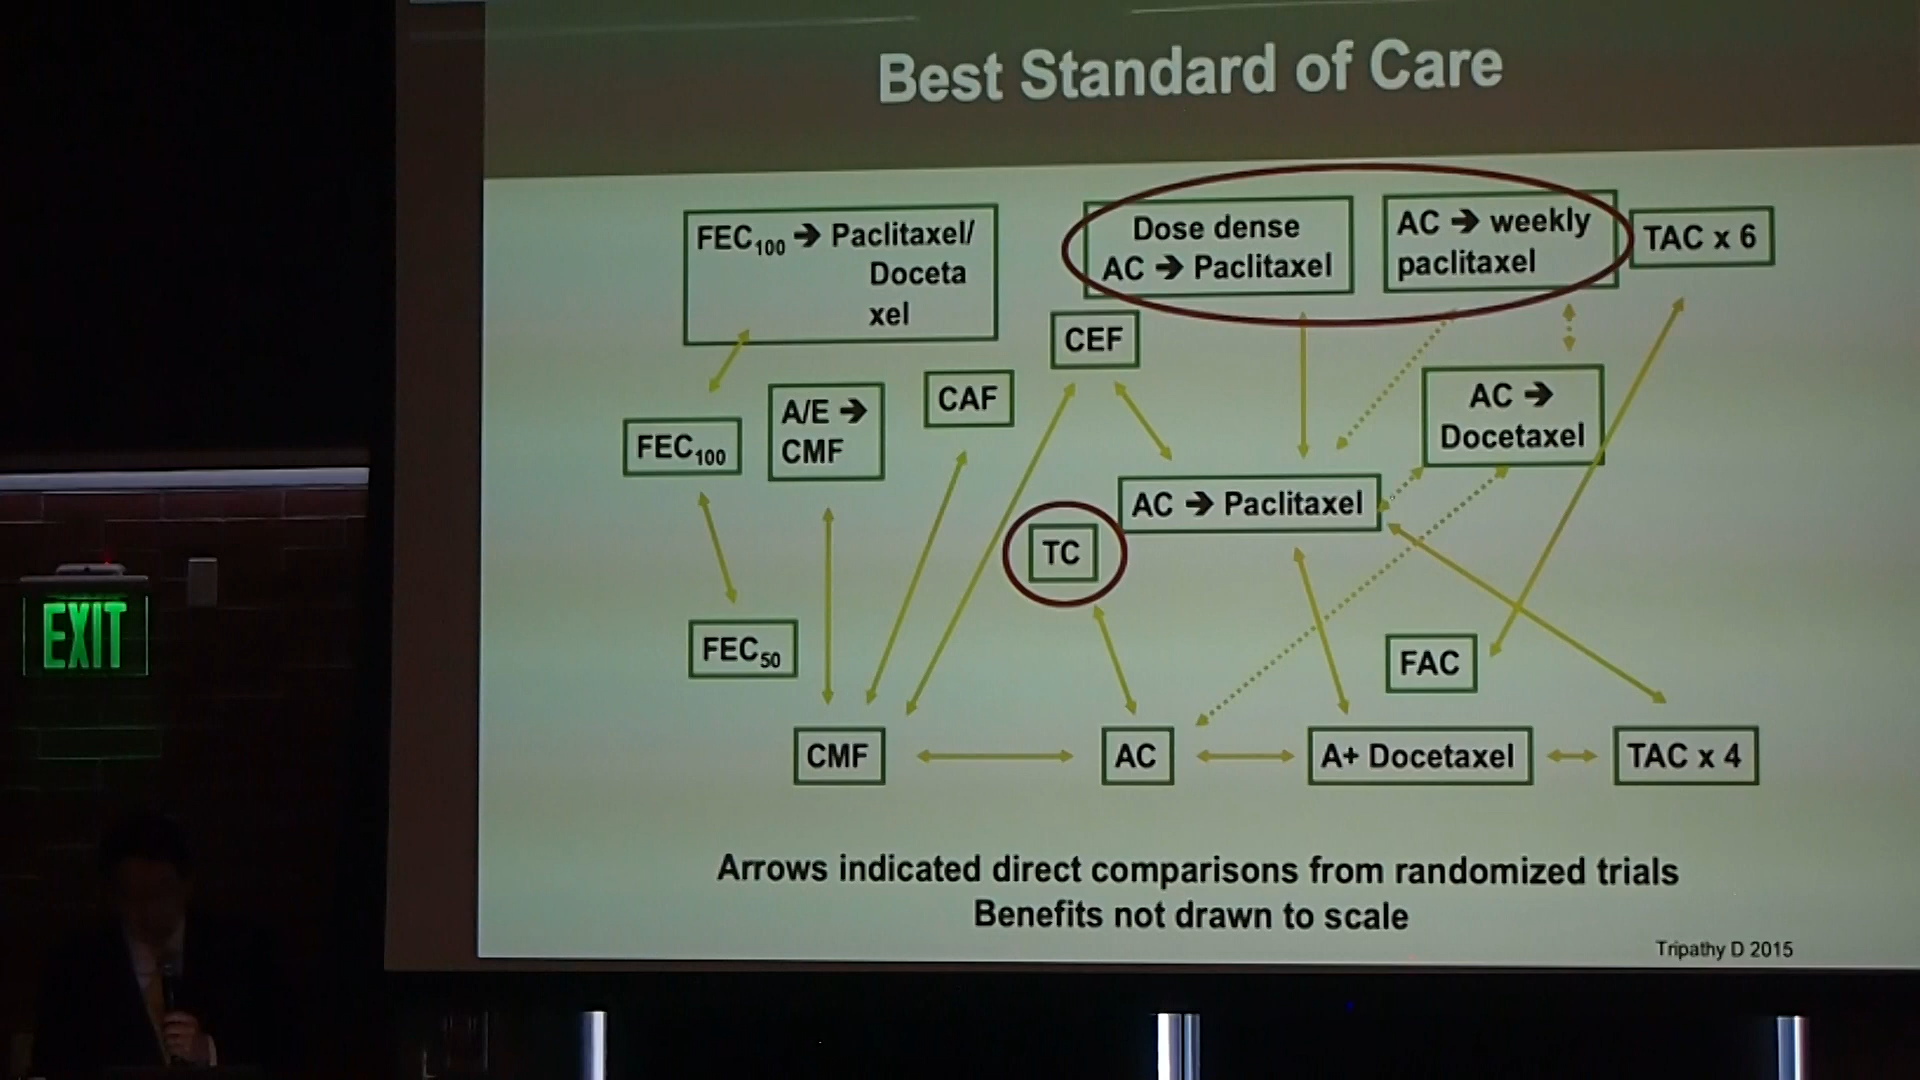 Best Standard of Care
FEC100 ➔ Paclitaxel/
Doceta
xel
Dose dense
AC ➔ Paclitaxel
AC ➔ weekly
paclitaxel
TAC x 6
CEF
CAF
AC ➔
Docetaxel
A/E ➔
CMF
FEC100
AC ➔ Paclitaxel
TC
EXIT
FEC50
FAC
CMF
AC
A+ Docetaxel
TAC x 4
Arrows indicated direct comparisons from randomized trials
Benefits not drawn to scale
Tripathy D 2015